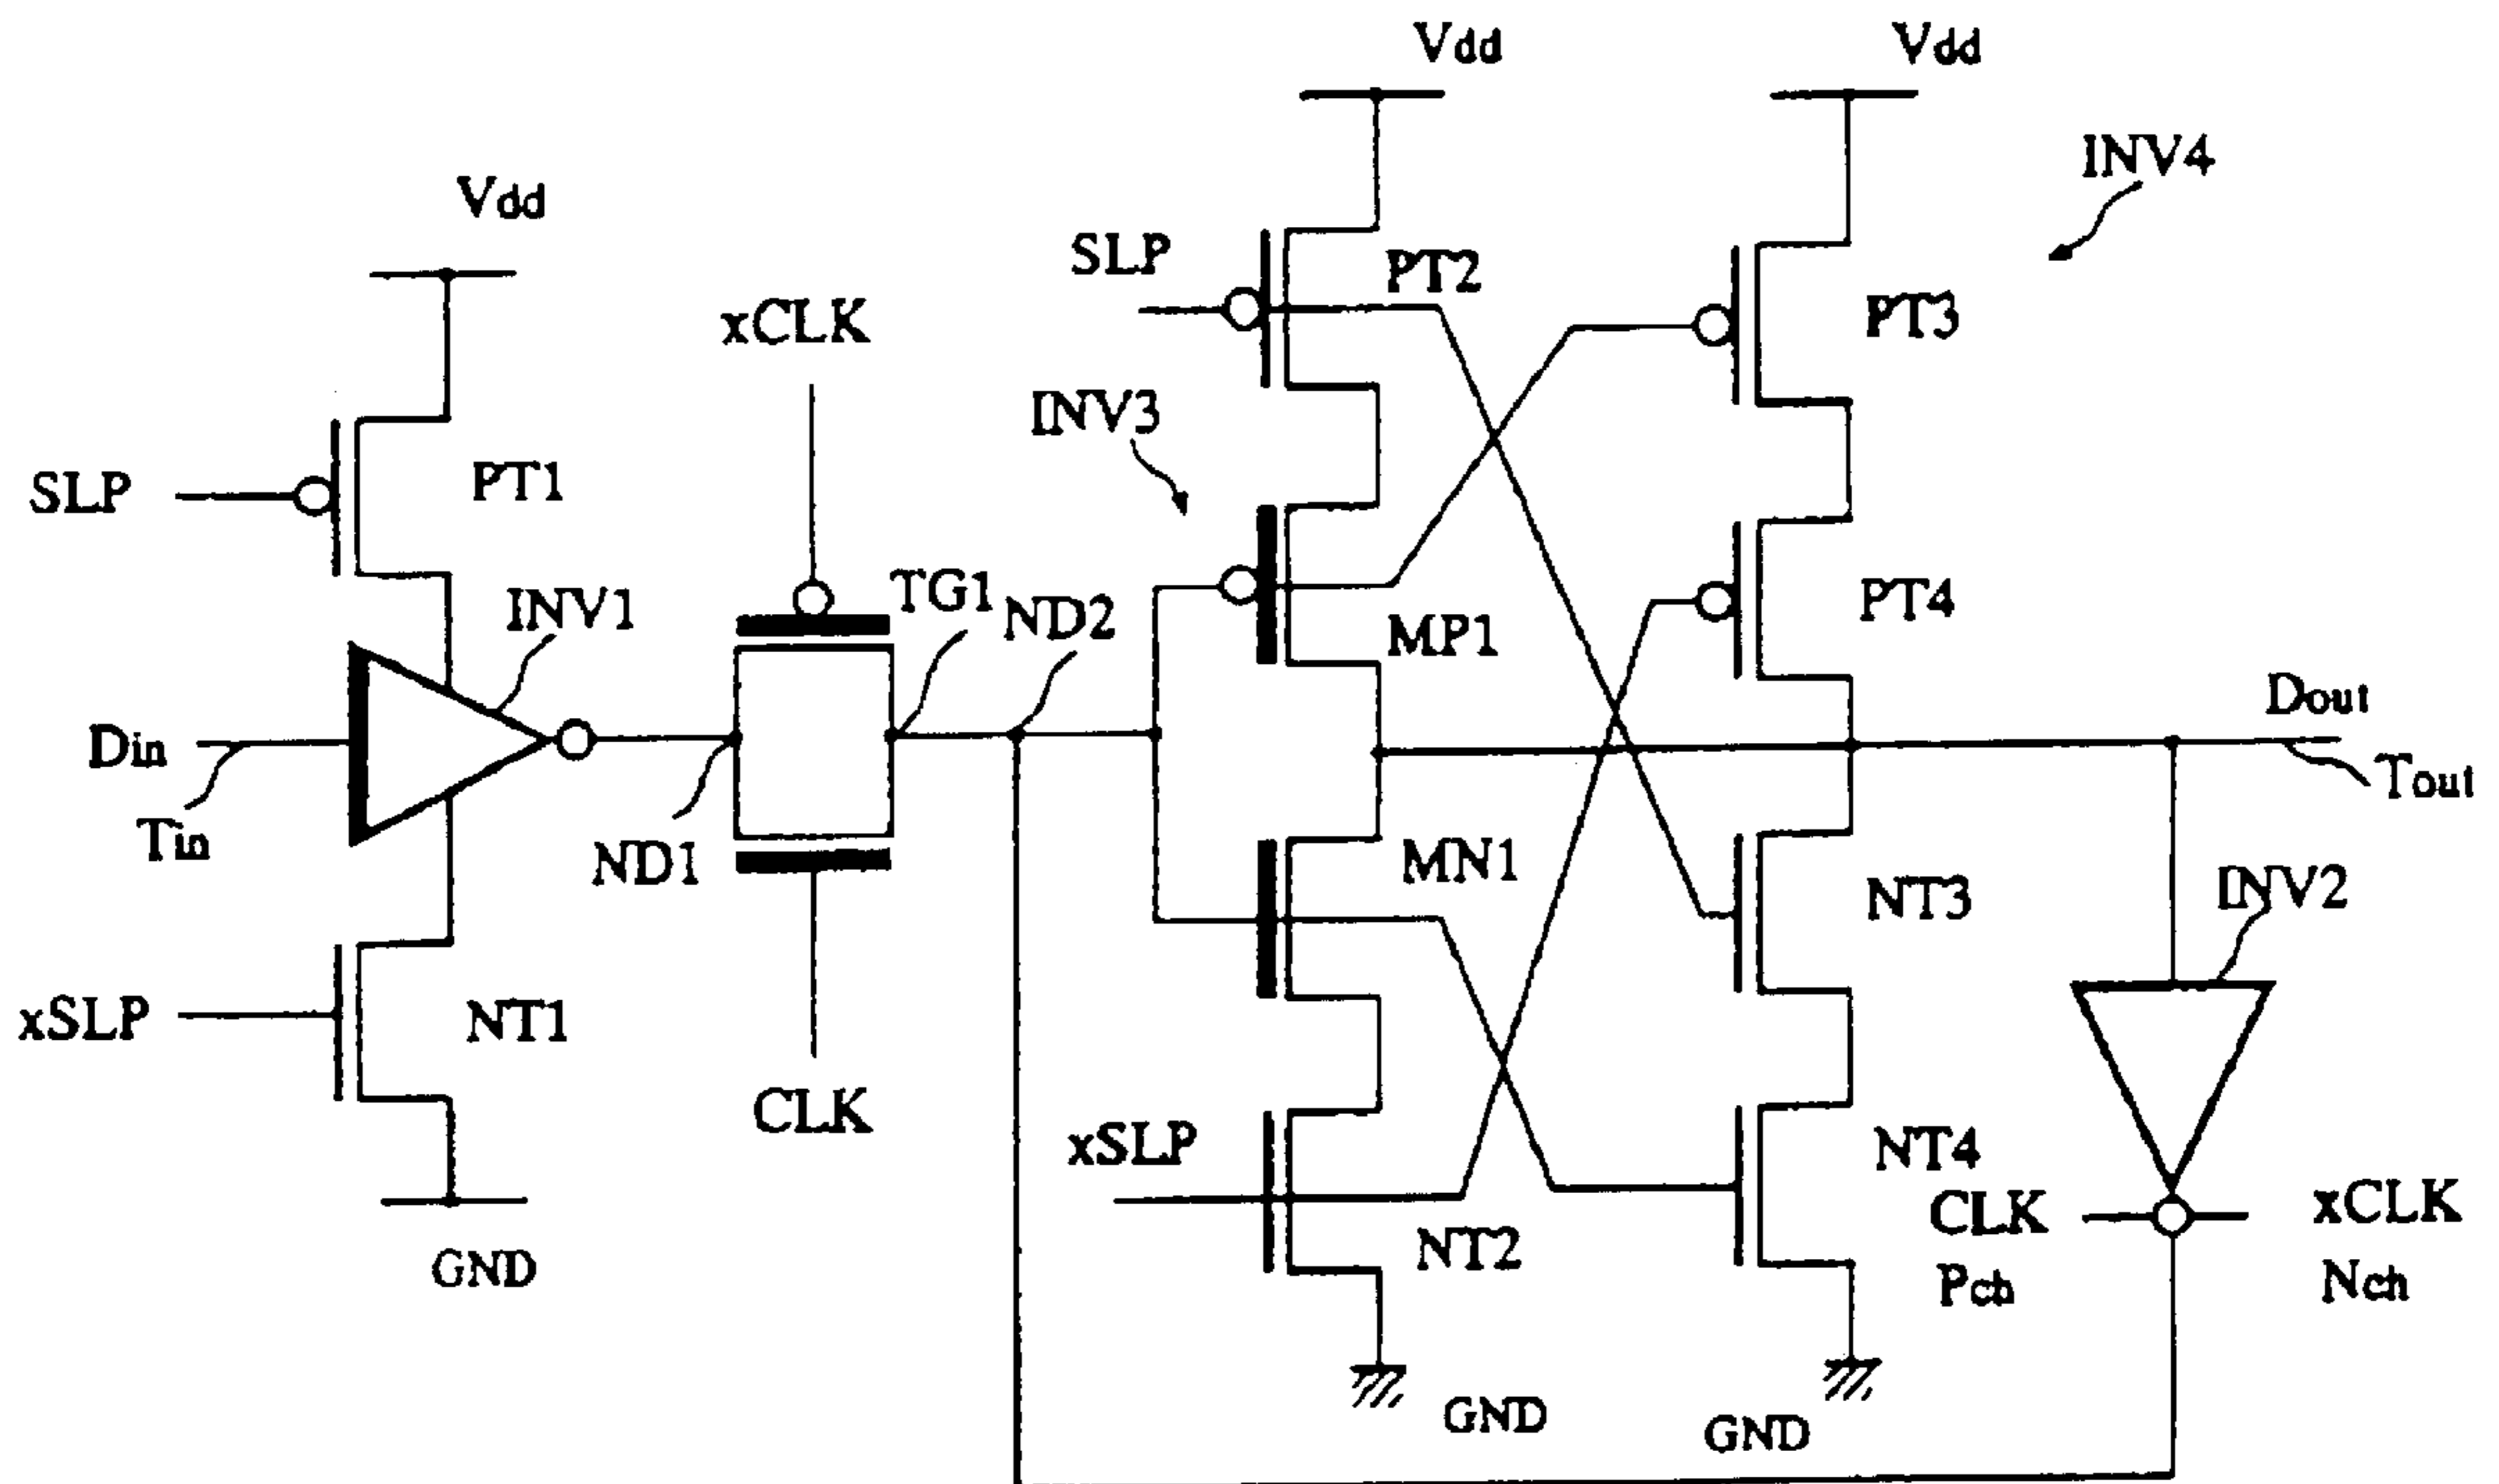 Vdd
Vdd
INV4
Vdd
SLP
PT2
xCLK
PT3
INV3
SLP
PT1
INV1
TG1
ND2
MP1
PT4
Din
Dout
Tin
Tout
ND1
MN1
NT3
INV2
xSLP
NT1
CLK
xSLP
NT4
CLK
xCLK
GND
NT2
Pch
Nch
GND
GND